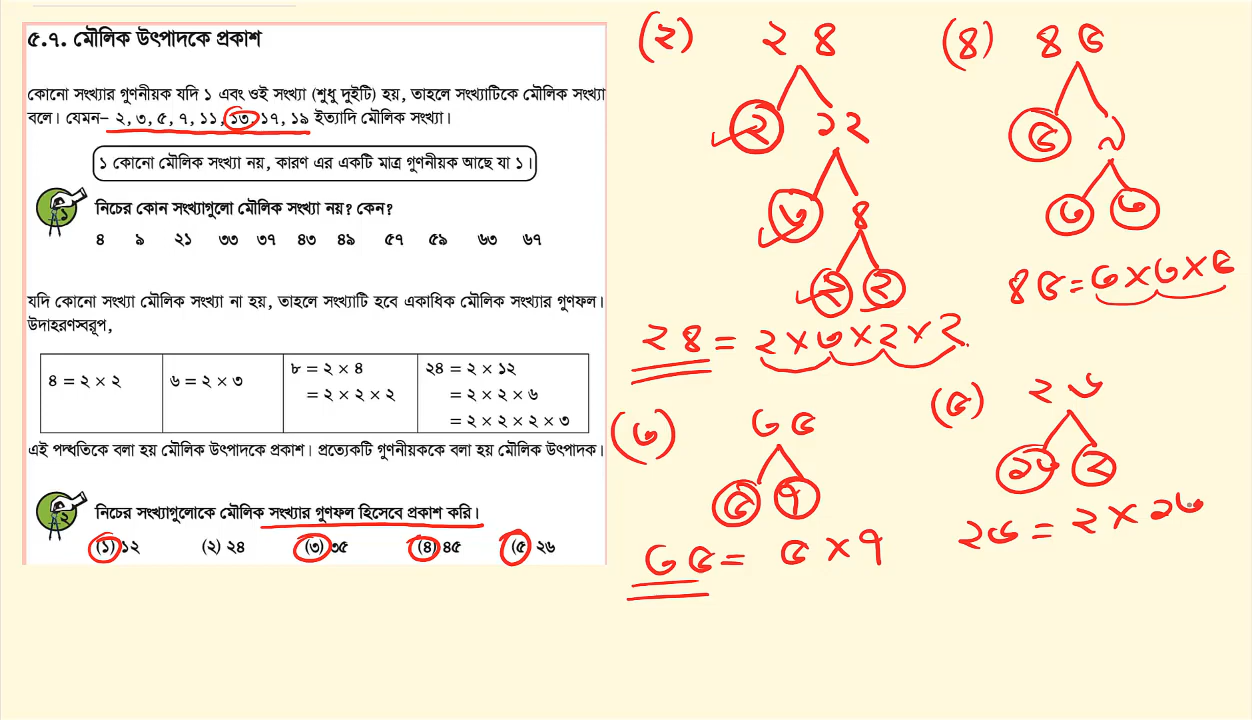 ৫.৭. মৌলিক উৎপাদকে প্রকাশ
কোনো সংখ্যার গুণনীয়ক যদি ১ এবং ওই সংখ্যা (শুধু দুইটি) হয়, তাহলে সংখ্যাটিকে মৌলিক সংখ্যা
বলে। যেমন– ২, ৩, ৫, ৭, ১১, ১৩, ১৭, ১৯ ইত্যাদি মৌলিক সংখ্যা।
১ কোনো মৌলিক সংখ্যা নয়, কারণ এর একটি মাত্র গুণনীয়ক আছে যা ১।
১
নিচের কোন সংখ্যাগুলো মৌলিক সংখ্যা নয়? কেন?
৪ ৯ ২১ ৩৩ ৩৭ ৪৩ ৪৯ ৫৭ ৫৯ ৬৩ ৬৭
যদি কোনো সংখ্যা মৌলিক সংখ্যা না হয়, তাহলে সংখ্যাটি হবে একাধিক মৌলিক সংখ্যার গুণফল।
উদাহরণস্বরূপ,
৪ = ২ × ২
৬ = ২ × ৩
৮ = ২ × ৪
= ২ × ২ × ২
২৪ = ২ × ১২
= ২ × ২ × ৬
= ২ × ২ × ২ × ৩
এই পদ্ধতিকে বলা হয় মৌলিক উৎপাদকে প্রকাশ। প্রত্যেকটি গুণনীয়ককে বলা হয় মৌলিক উৎপাদক।
২
নিচের সংখ্যাগুলোকে মৌলিক সংখ্যার গুণফল হিসেবে প্রকাশ করি।
(১) ১২ (২) ২৪ (৩) ৩৫ (৪) ৪৫ (৫) ২৬
(২) ২৪
২ ১২
৩ ৪
২ ২
২৪ = ২ × ৩ × ২ × ২
(৩) ৩৫
৫ ৭
৩৫ = ৫ × ৭
(৪) ৪৫
৫ ৯
৩ ৩
৪৫ = ৩ × ৩ × ৫
(৫) ২৬
১৩ ২
২৬ = ২ × ১৩